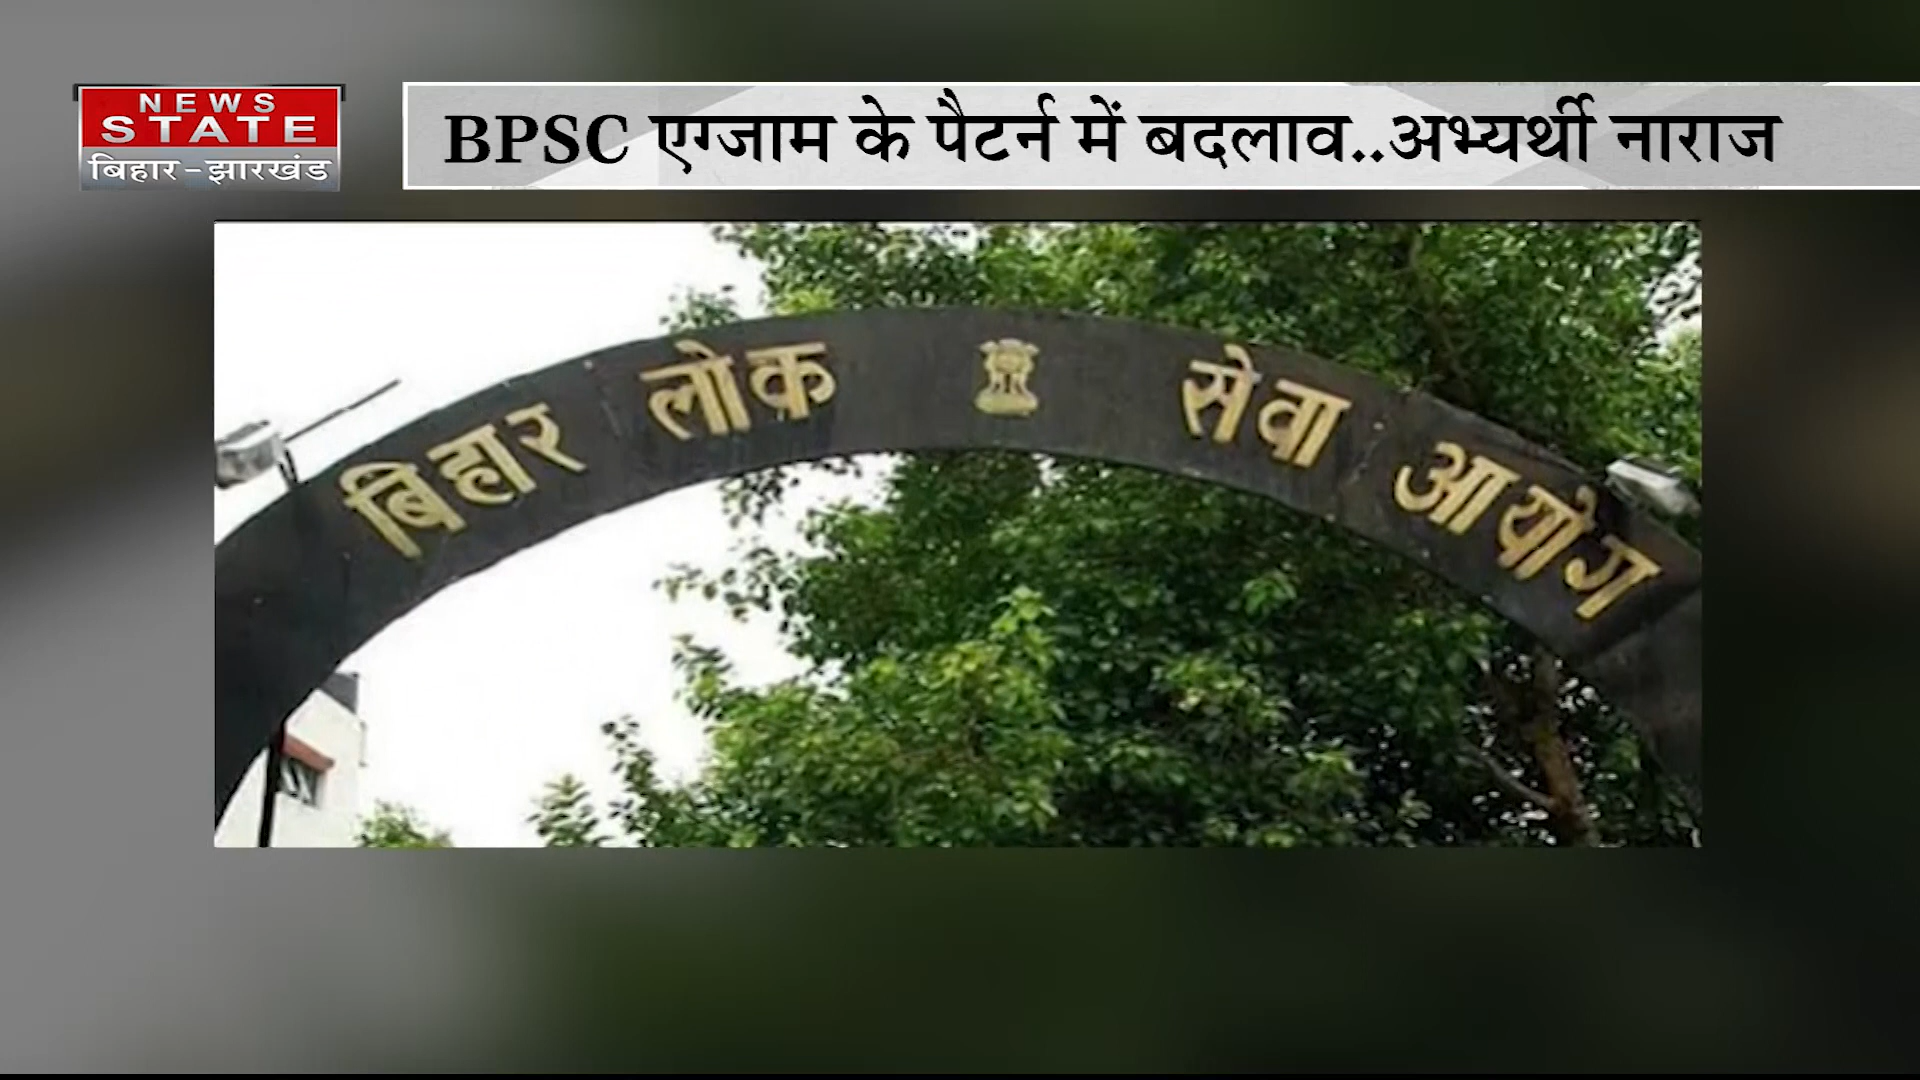 NEWS
STATE
बिहार-झारखंड
BPSC एग्जाम के पैटर्न में बदलाव..अभ्यर्थी नाराज
बिहार लोक सेवा आयोग